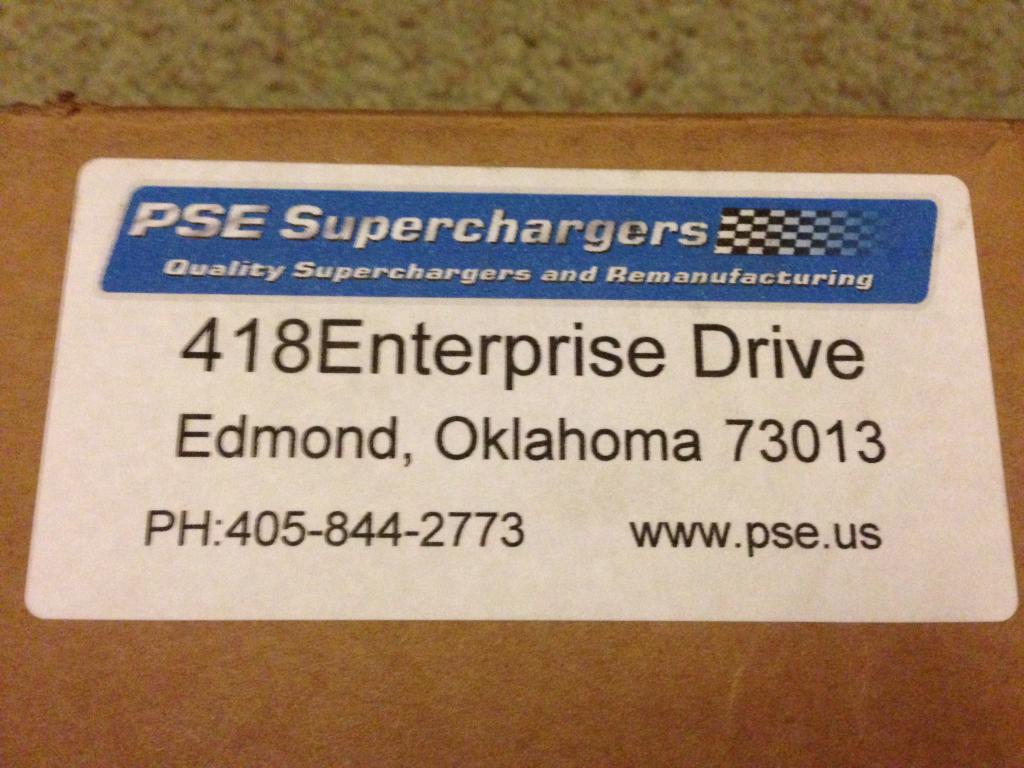 PSE Superchargers
Quality Superchargers and Remanufacturing
418Enterprise Drive
Edmond, Oklahoma 73013
PH:405-844-2773 www.pse.us